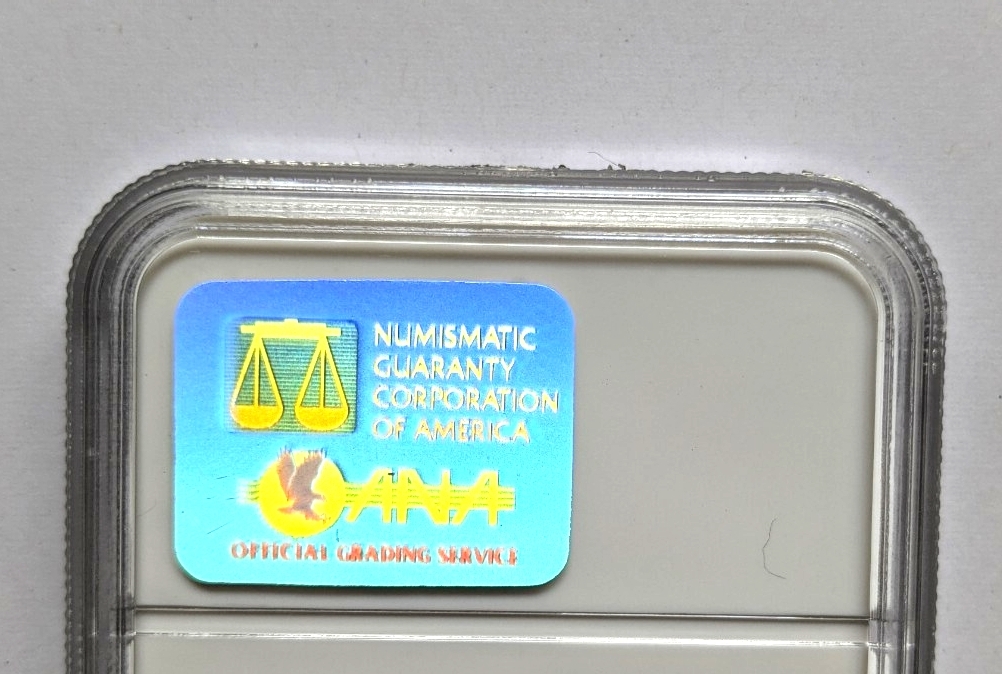 NUMISMATIC
GUARANTY
CORPORATION
OF AMERICA
ANA
OFFICIAL GRADING SERVICE